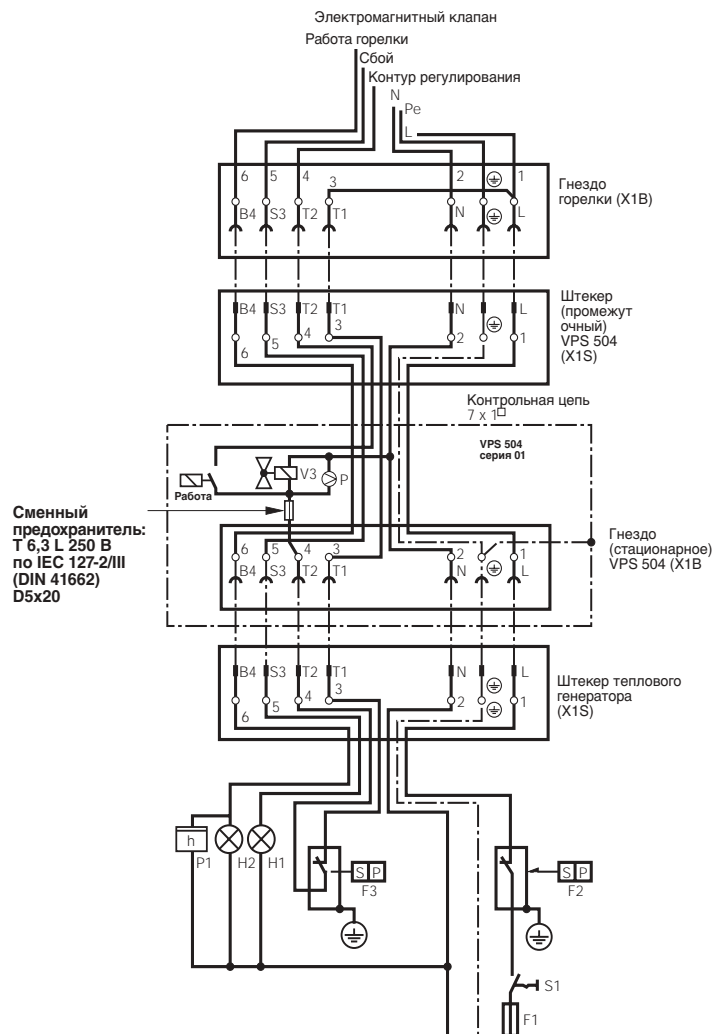 Электромагнитный клапан
Работа горелки
Сбой
Контур регулирования
N
Pe
L
6 5 4 3 2 1
B4 S3 T2 T1 N L
Гнездо
горелки (X1B)
B4 S3 T2 T1 N L
6 5 4 3 2 1
Штекер
(промежут
очный)
VPS 504
(X1S)
Контрольная цепь
7 x 1
VPS 504
серия 01
V3
P
Работа
Сменный
предохранитель:
T 6,3 L 250 B
по IEC 127-2/III
(DIN 41662)
D5x20
6 5 4 3 2 1
B4 S3 T2 T1 N L
Гнездо
(стационарное)
VPS 504 (X1B
B4 S3 T2 T1 N L
6 5 4 3 2 1
Штекер теплового
генератора
(X1S)
h
P1 H2 H1
S P
F3
S P
F2
S1
F1